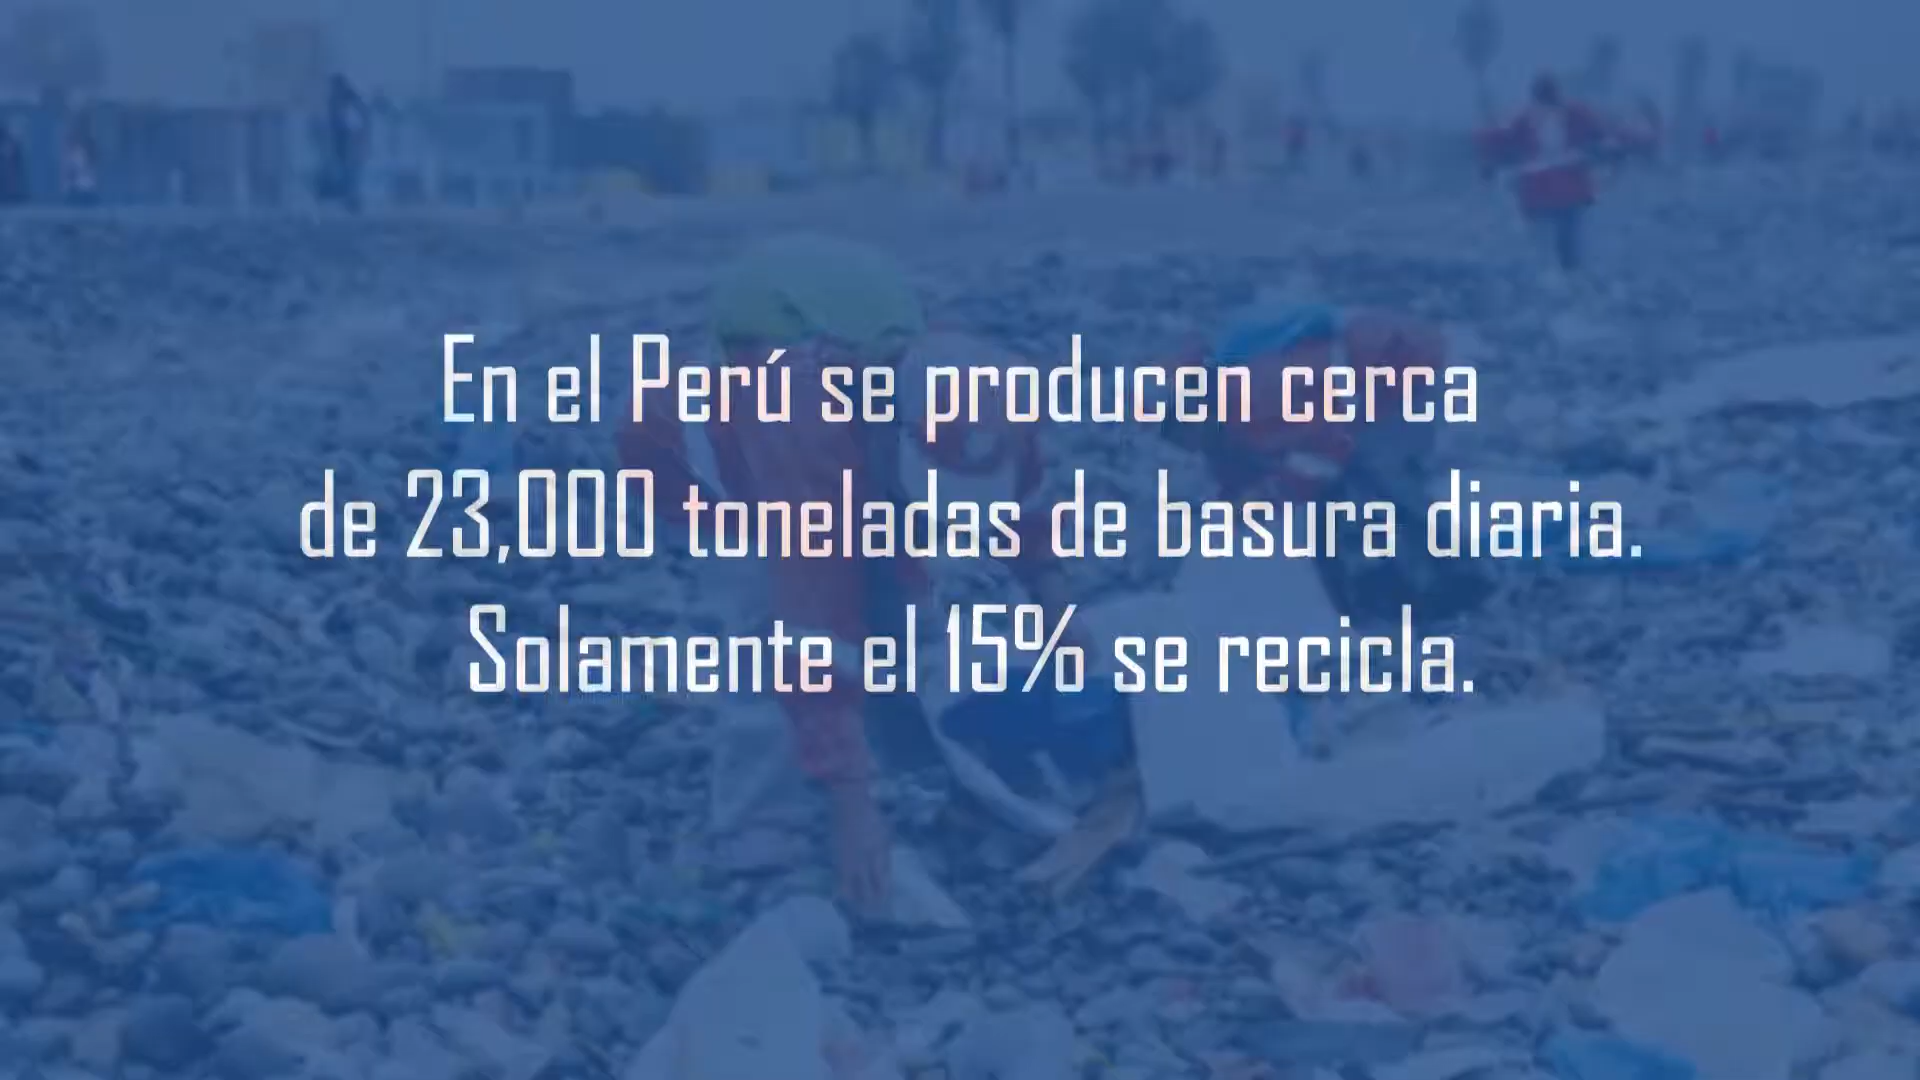 En el Perú se producen cerca
de 23,000 toneladas de basura diaria.
Solamente el 15% se recicla.